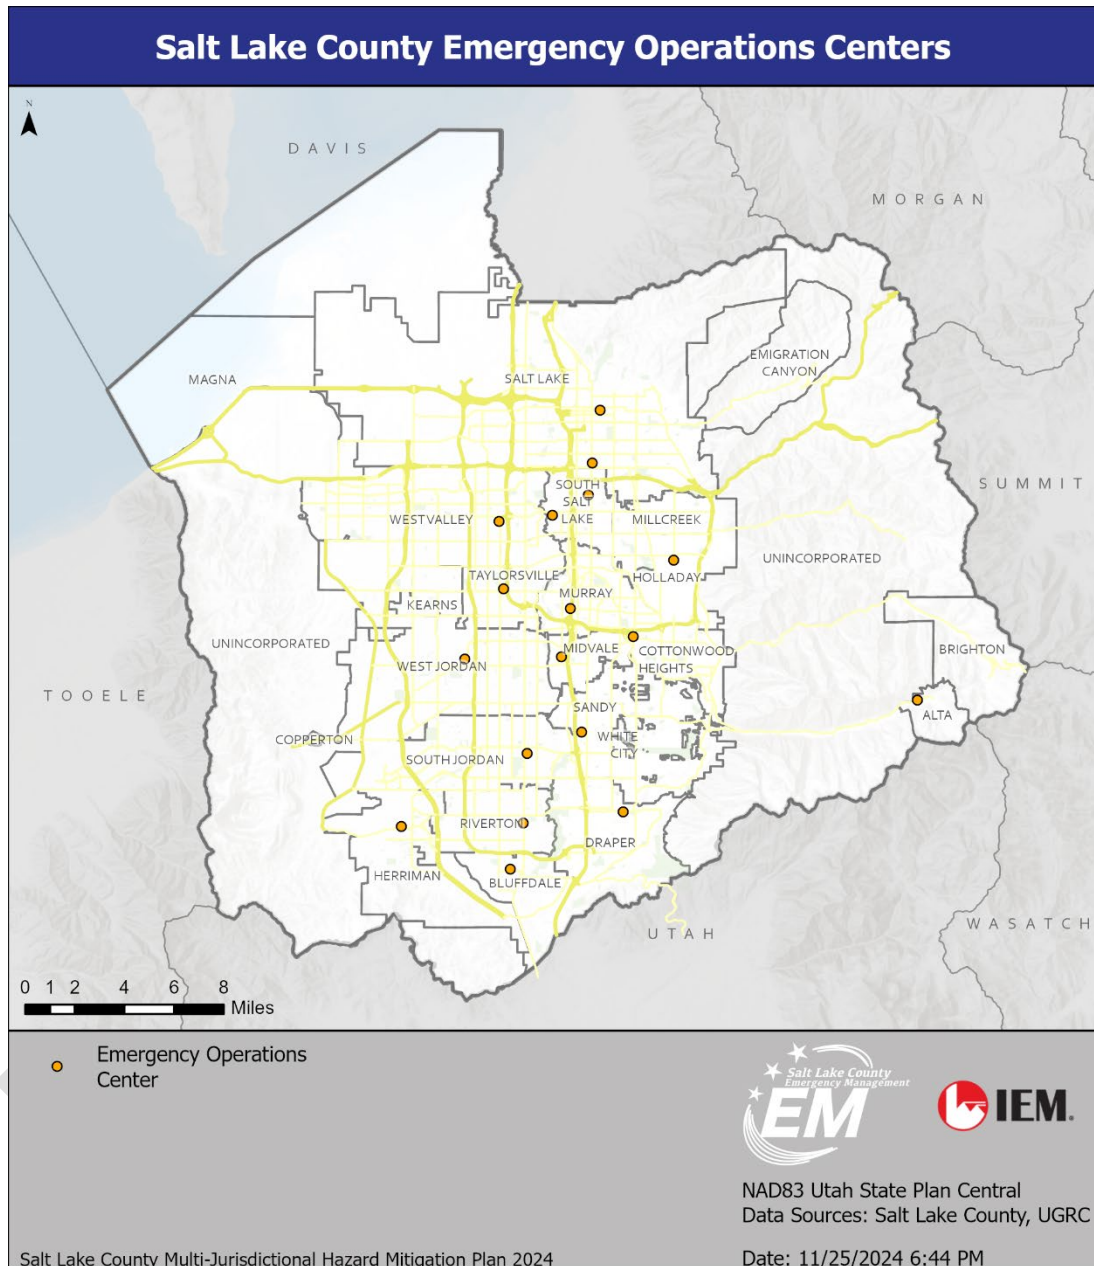 Salt Lake County Emergency Operations Centers
N
DAVIS
MORGAN
MAGNA
SALT LAKE
EMIGRATION
CANYON
SUMMIT
SOUTH
SALT
LAKE
WEST VALLEY
MILLCREEK
UNINCORPORATED
TAYLORSVILLE
HOLLADAY
KEARNS
MURRAY
UNINCORPORATED
MIDVALE
COTTONWOOD
HEIGHTS
BRIGHTON
WEST JORDAN
TOOELE
SANDY
ALTA
WHITE
CITY
COPPERTON
SOUTH JORDAN
RIVERTON
DRAPER
HERRIMAN
BLUFFDALE
UTAH
WASATCH
0 1 2 4 6 8
Miles
Emergency Operations
Center
Salt Lake County
Emergency Management
EM
IEM.
NAD83 Utah State Plan Central
Data Sources: Salt Lake County, UGRC
Salt Lake County Multi-Jurisdictional Hazard Mitigation Plan 2024
Date: 11/25/2024 6:44 PM